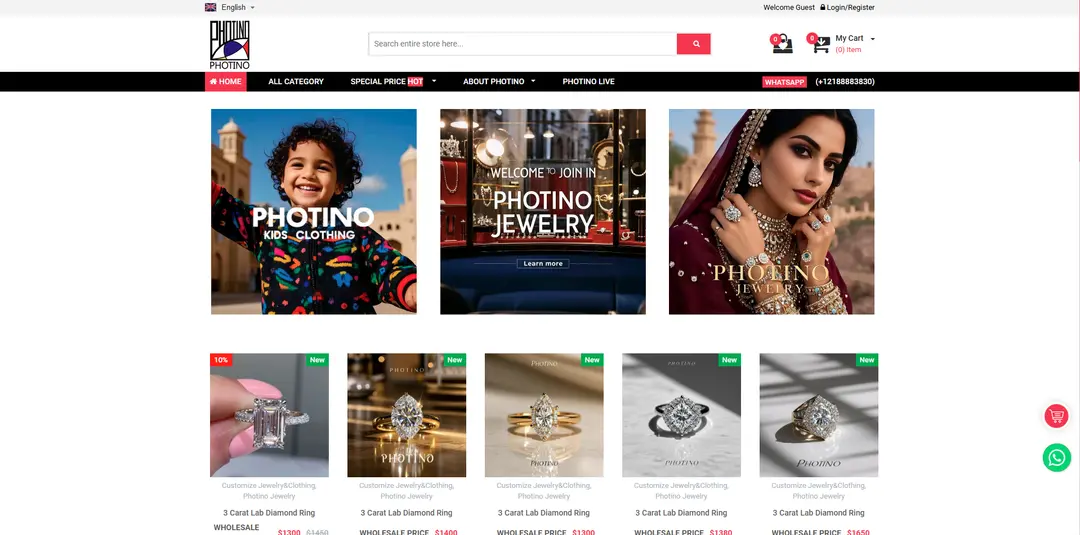 English
Welcome Guest Login/Register
PHOTINO
PHOTINO
Search entire store here...
0
0
My Cart
(0) Item
HOME ALL CATEGORY SPECIAL PRICE HOT ABOUT PHOTINO PHOTINO LIVE WHATSAPP (+12188883830)
PHOTINO
KIDS CLOTHING
WELCOME TO JOIN IN
PHOTINO
JEWELRY
Learn more
PHOTINO
JEWELRY
10% New
New
New
New
New
PHOTINO
PHOTINO
PHOTINO
PHOTINO
PHOTINO
PHOTINO
PHOTINO
Customize Jewelry&Clothing,
Photino Jewelry
Customize Jewelry&Clothing,
Photino Jewelry
Customize Jewelry&Clothing,
Photino Jewelry
Customize Jewelry&Clothing,
Photino Jewelry
Customize Jewelry&Clothing,
Photino Jewelry
3 Carat Lab Diamond Ring
3 Carat Lab Diamond Ring
3 Carat Lab Diamond Ring
3 Carat Lab Diamond Ring
3 Carat Lab Diamond Ring
WHOLESALE
$1300 $1450
WHOLESALE PRICE $1400
WHOLESALE PRICE $1300
WHOLESALE PRICE $1380
WHOLESALE PRICE $1650